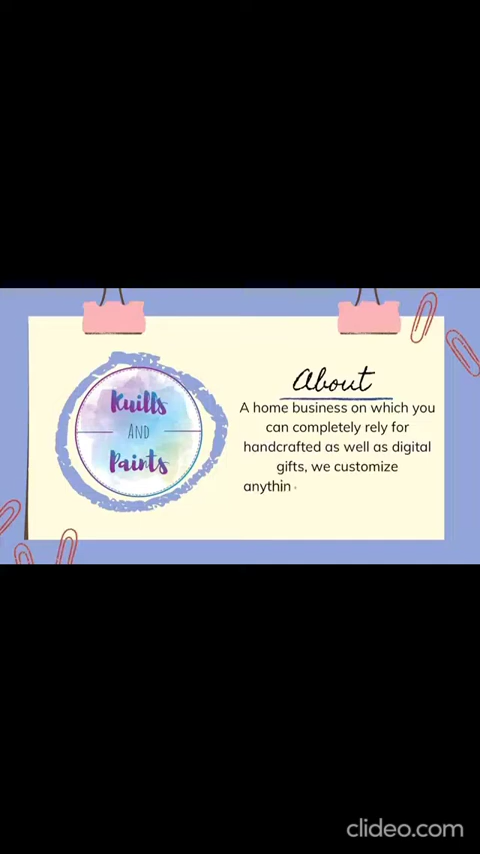 Kuills
AND
Paints
About
A home business on which you
can completely rely for
handcrafted as well as digital
gifts, we customize
anythin
clideo.com